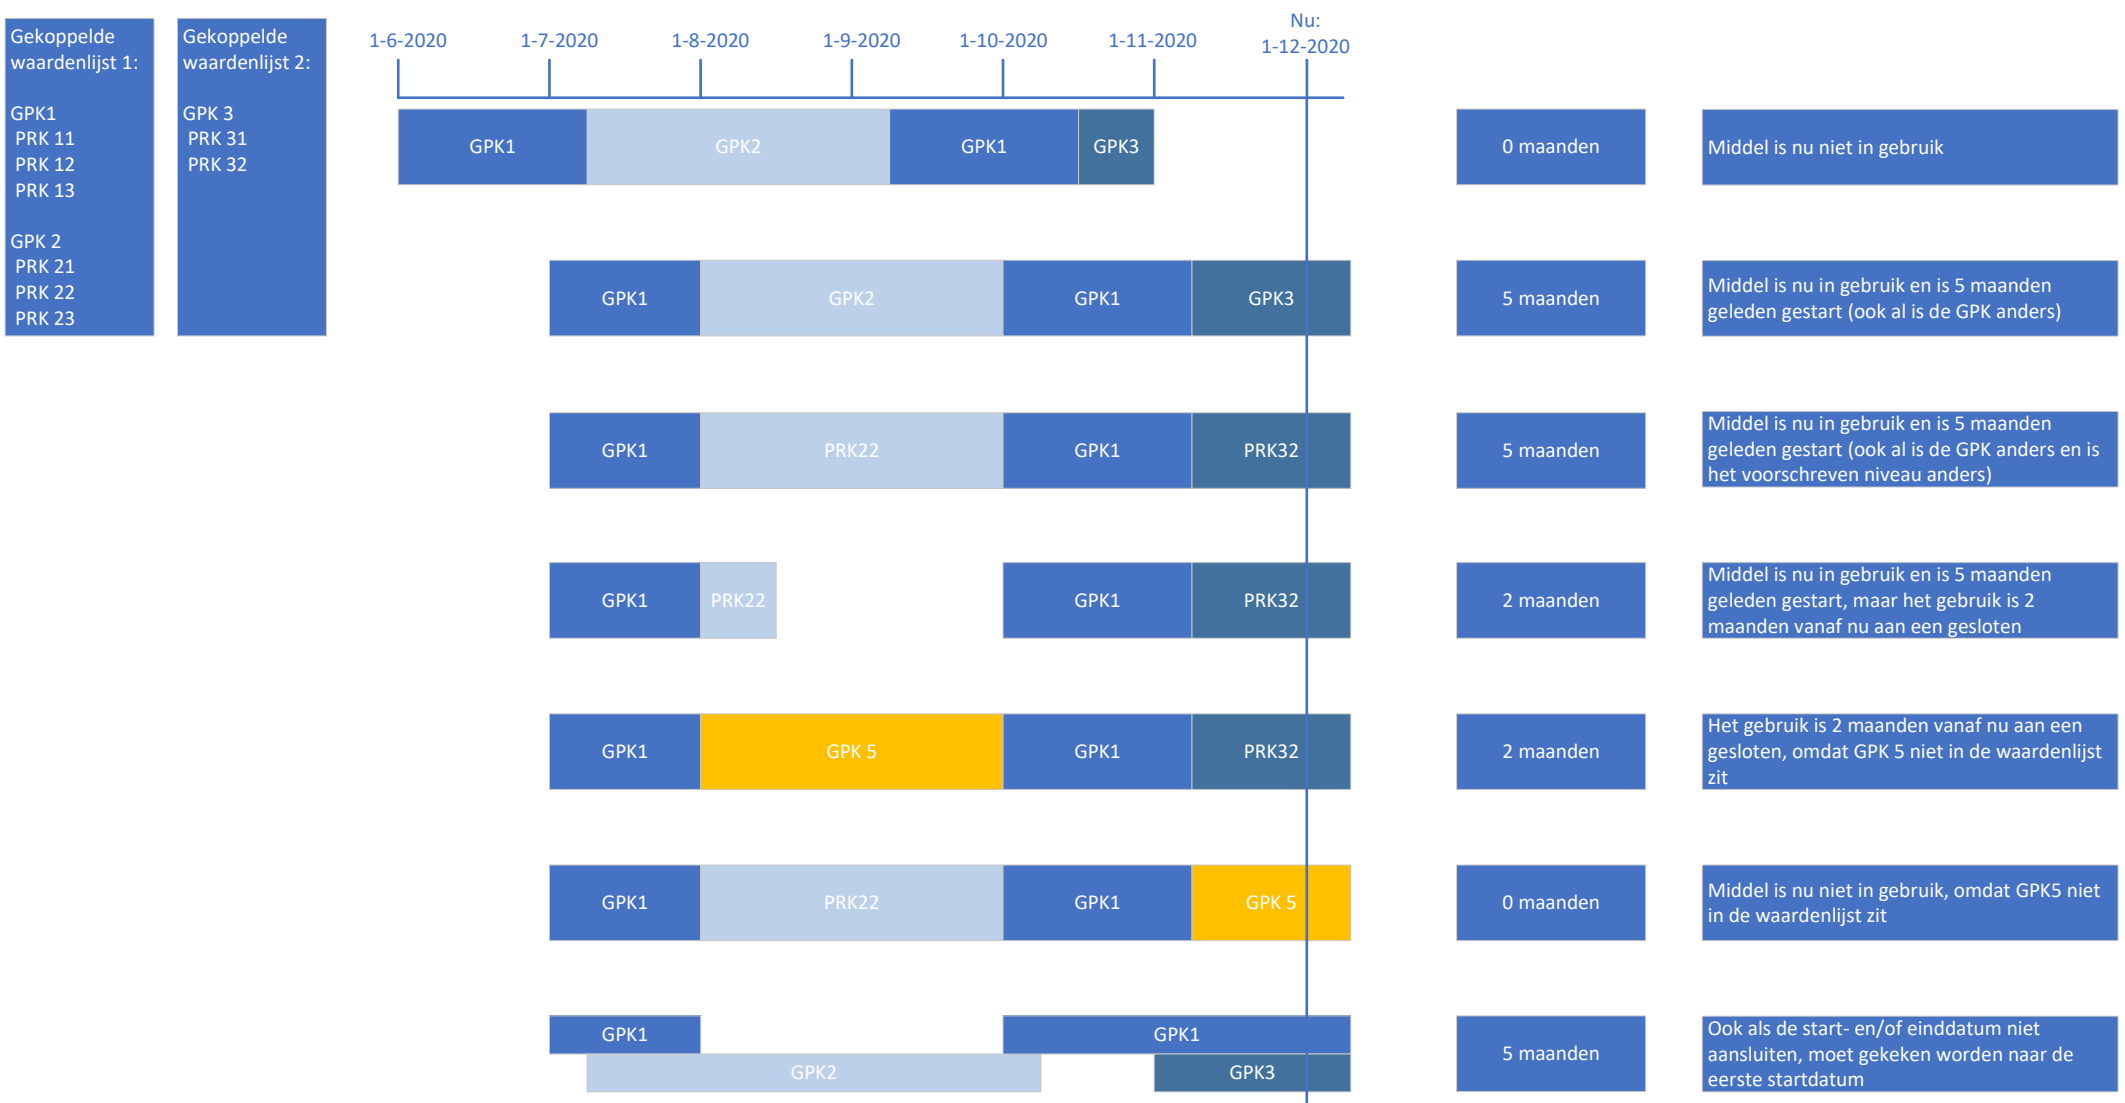 Gekoppelde
waardenlijst 1:
GPK1
PRK 11
PRK 12
PRK 13
GPK 2
PRK 21
PRK 22
PRK 23
Gekoppelde
waardenlijst 2:
GPK 3
PRK 31
PRK 32
1-6-2020
1-7-2020
1-8-2020
1-9-2020
1-10-2020
1-11-2020
Nu:
1-12-2020
GPK1
GPK2
GPK1
GPK3
0 maanden
Middel is nu niet in gebruik
GPK1
GPK2
GPK1
GPK3
5 maanden
Middel is nu in gebruik en is 5 maanden
geleden gestart (ook al is de GPK anders)
GPK1
PRK22
GPK1
PRK32
5 maanden
Middel is nu in gebruik en is 5 maanden
geleden gestart (ook al is de GPK anders en is
het voorschreven niveau anders)
GPK1
PRK22
GPK1
PRK32
2 maanden
Middel is nu in gebruik en is 5 maanden
geleden gestart, maar het gebruik is 2
maanden vanaf nu aan een gesloten
GPK1
GPK 5
GPK1
PRK32
2 maanden
Het gebruik is 2 maanden vanaf nu aan een
gesloten, omdat GPK 5 niet in de waardenlijst
zit
GPK1
PRK22
GPK1
GPK 5
0 maanden
Middel is nu niet in gebruik, omdat GPK5 niet
in de waardenlijst zit
GPK1
GPK1
GPK2
GPK3
5 maanden
Ook als de start- en/of einddatum niet
aansluiten, moet gekeken worden naar de
eerste startdatum